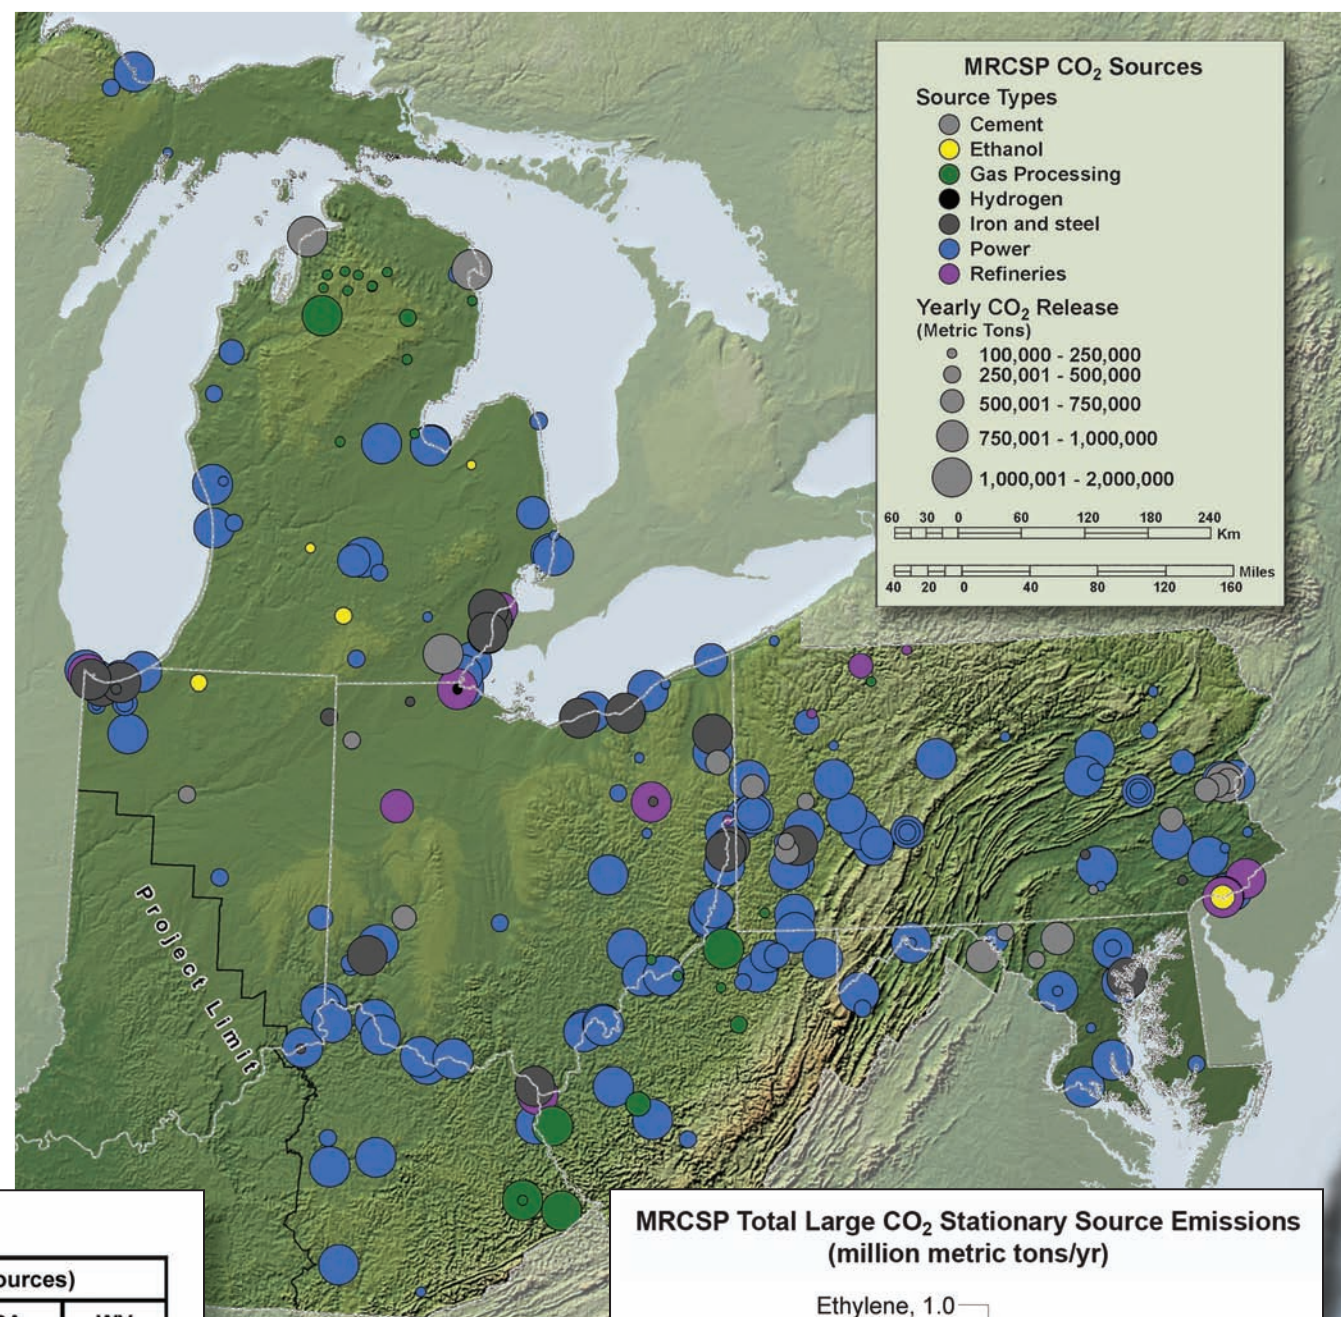 MRCSP CO₂ Sources
Source Types
Cement
Ethanol
Gas Processing
Hydrogen
Iron and steel
Power
Refineries
Yearly CO₂ Release
(Metric Tons)
100,000 - 250,000
250,001 - 500,000
500,001 - 750,000
750,001 - 1,000,000
1,000,001 - 2,000,000
60 30 0 60 120 180 240
Km
Miles
40 20 0 40 80 120 160
Project Limit
MRCSP Total Large CO₂ Stationary Source Emissions
(million metric tons/yr)
Ethylene, 1.0
ources)